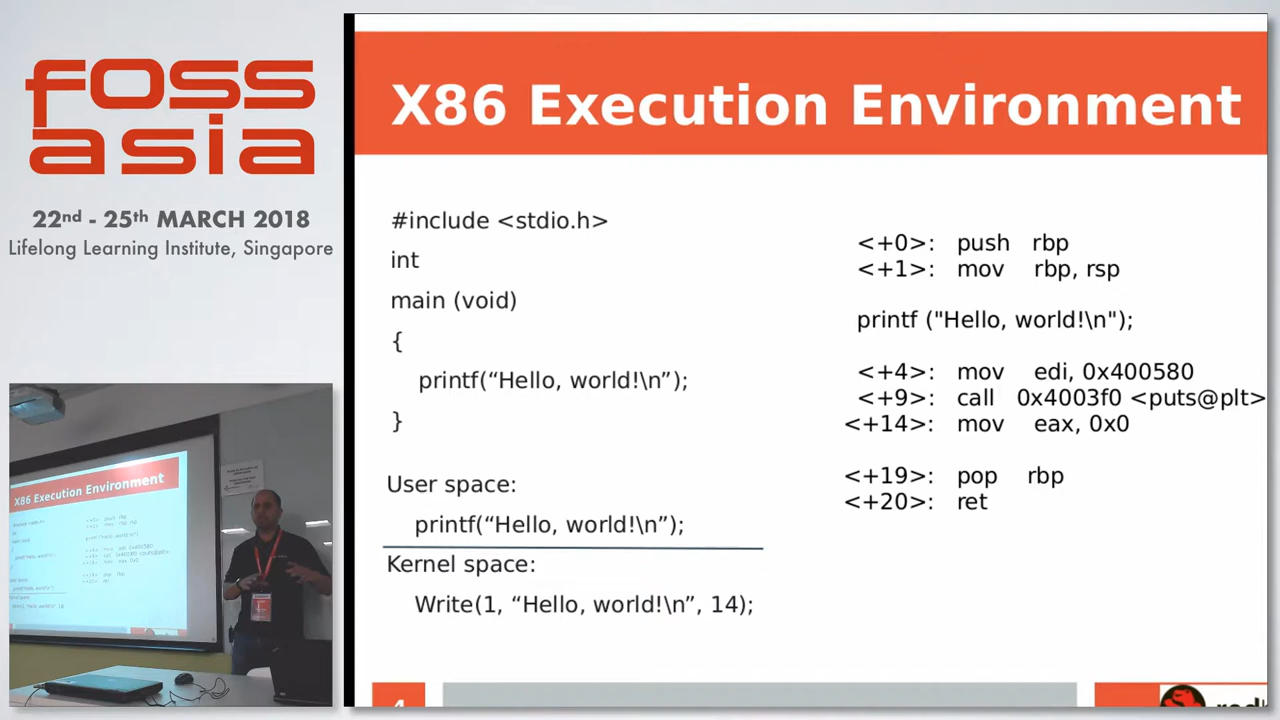 foss
asia
22nd - 25th MARCH 2018
Lifelong Learning Institute, Singapore
X86 Execution Environment
#include <stdio.h>
int
main (void)
{
printf(“Hello, world!\n”);
}
User space:
printf(“Hello, world!\n”);
Kernel space:
Write(1, “Hello, world!\n”, 14);
<+0>: push rbp
<+1>: mov rbp, rsp
printf ("Hello, world!\n");
<+4>: mov edi, 0x400580
<+9>: call 0x4003f0 <puts@plt>
<+14>: mov eax, 0x0
<+19>: pop rbp
<+20>: ret
X86 Execution Environment